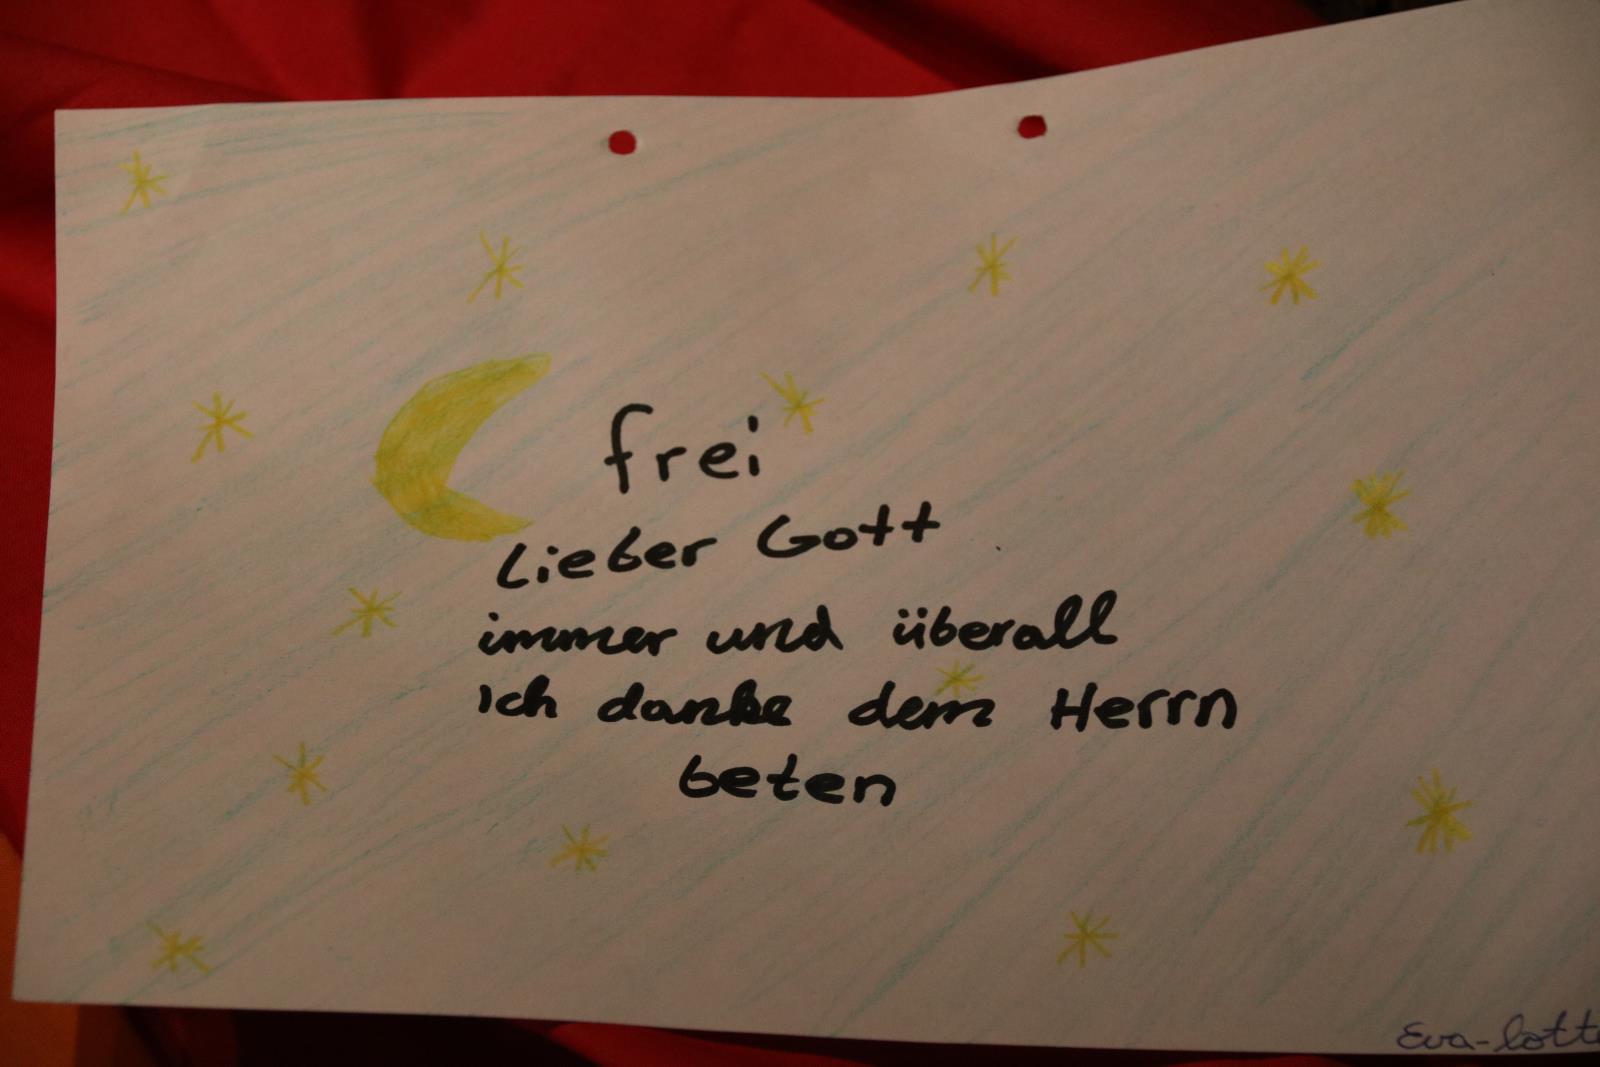 frei
Lieber Gott
immer und überall
Ich danke dem Herrn
beten
Eva-lotte